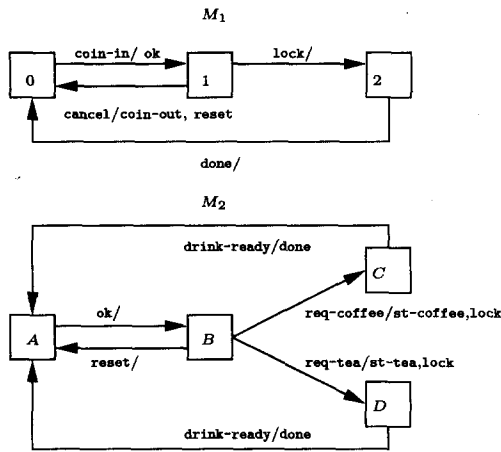 M1
coin-in/ ok
lock/
0
1
2
cancel/coin-out, reset
done/
M2
drink-ready/done
C
ok/
req-coffee/st-coffee,lock
A
B
reset/
req-tea/st-tea,lock
D
drink-ready/done